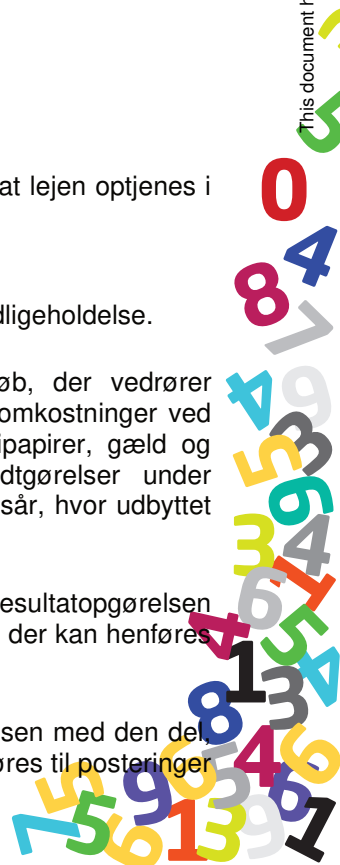 This document h
at lejen optjenes i
dligeholdelse.
øb, der vedrører
omkostninger ved
ipapirer, gæld og
dtgørelser under
sår, hvor udbyttet
esultatopgørelsen
der kan henføres
sen med den del,
øres til posteringer